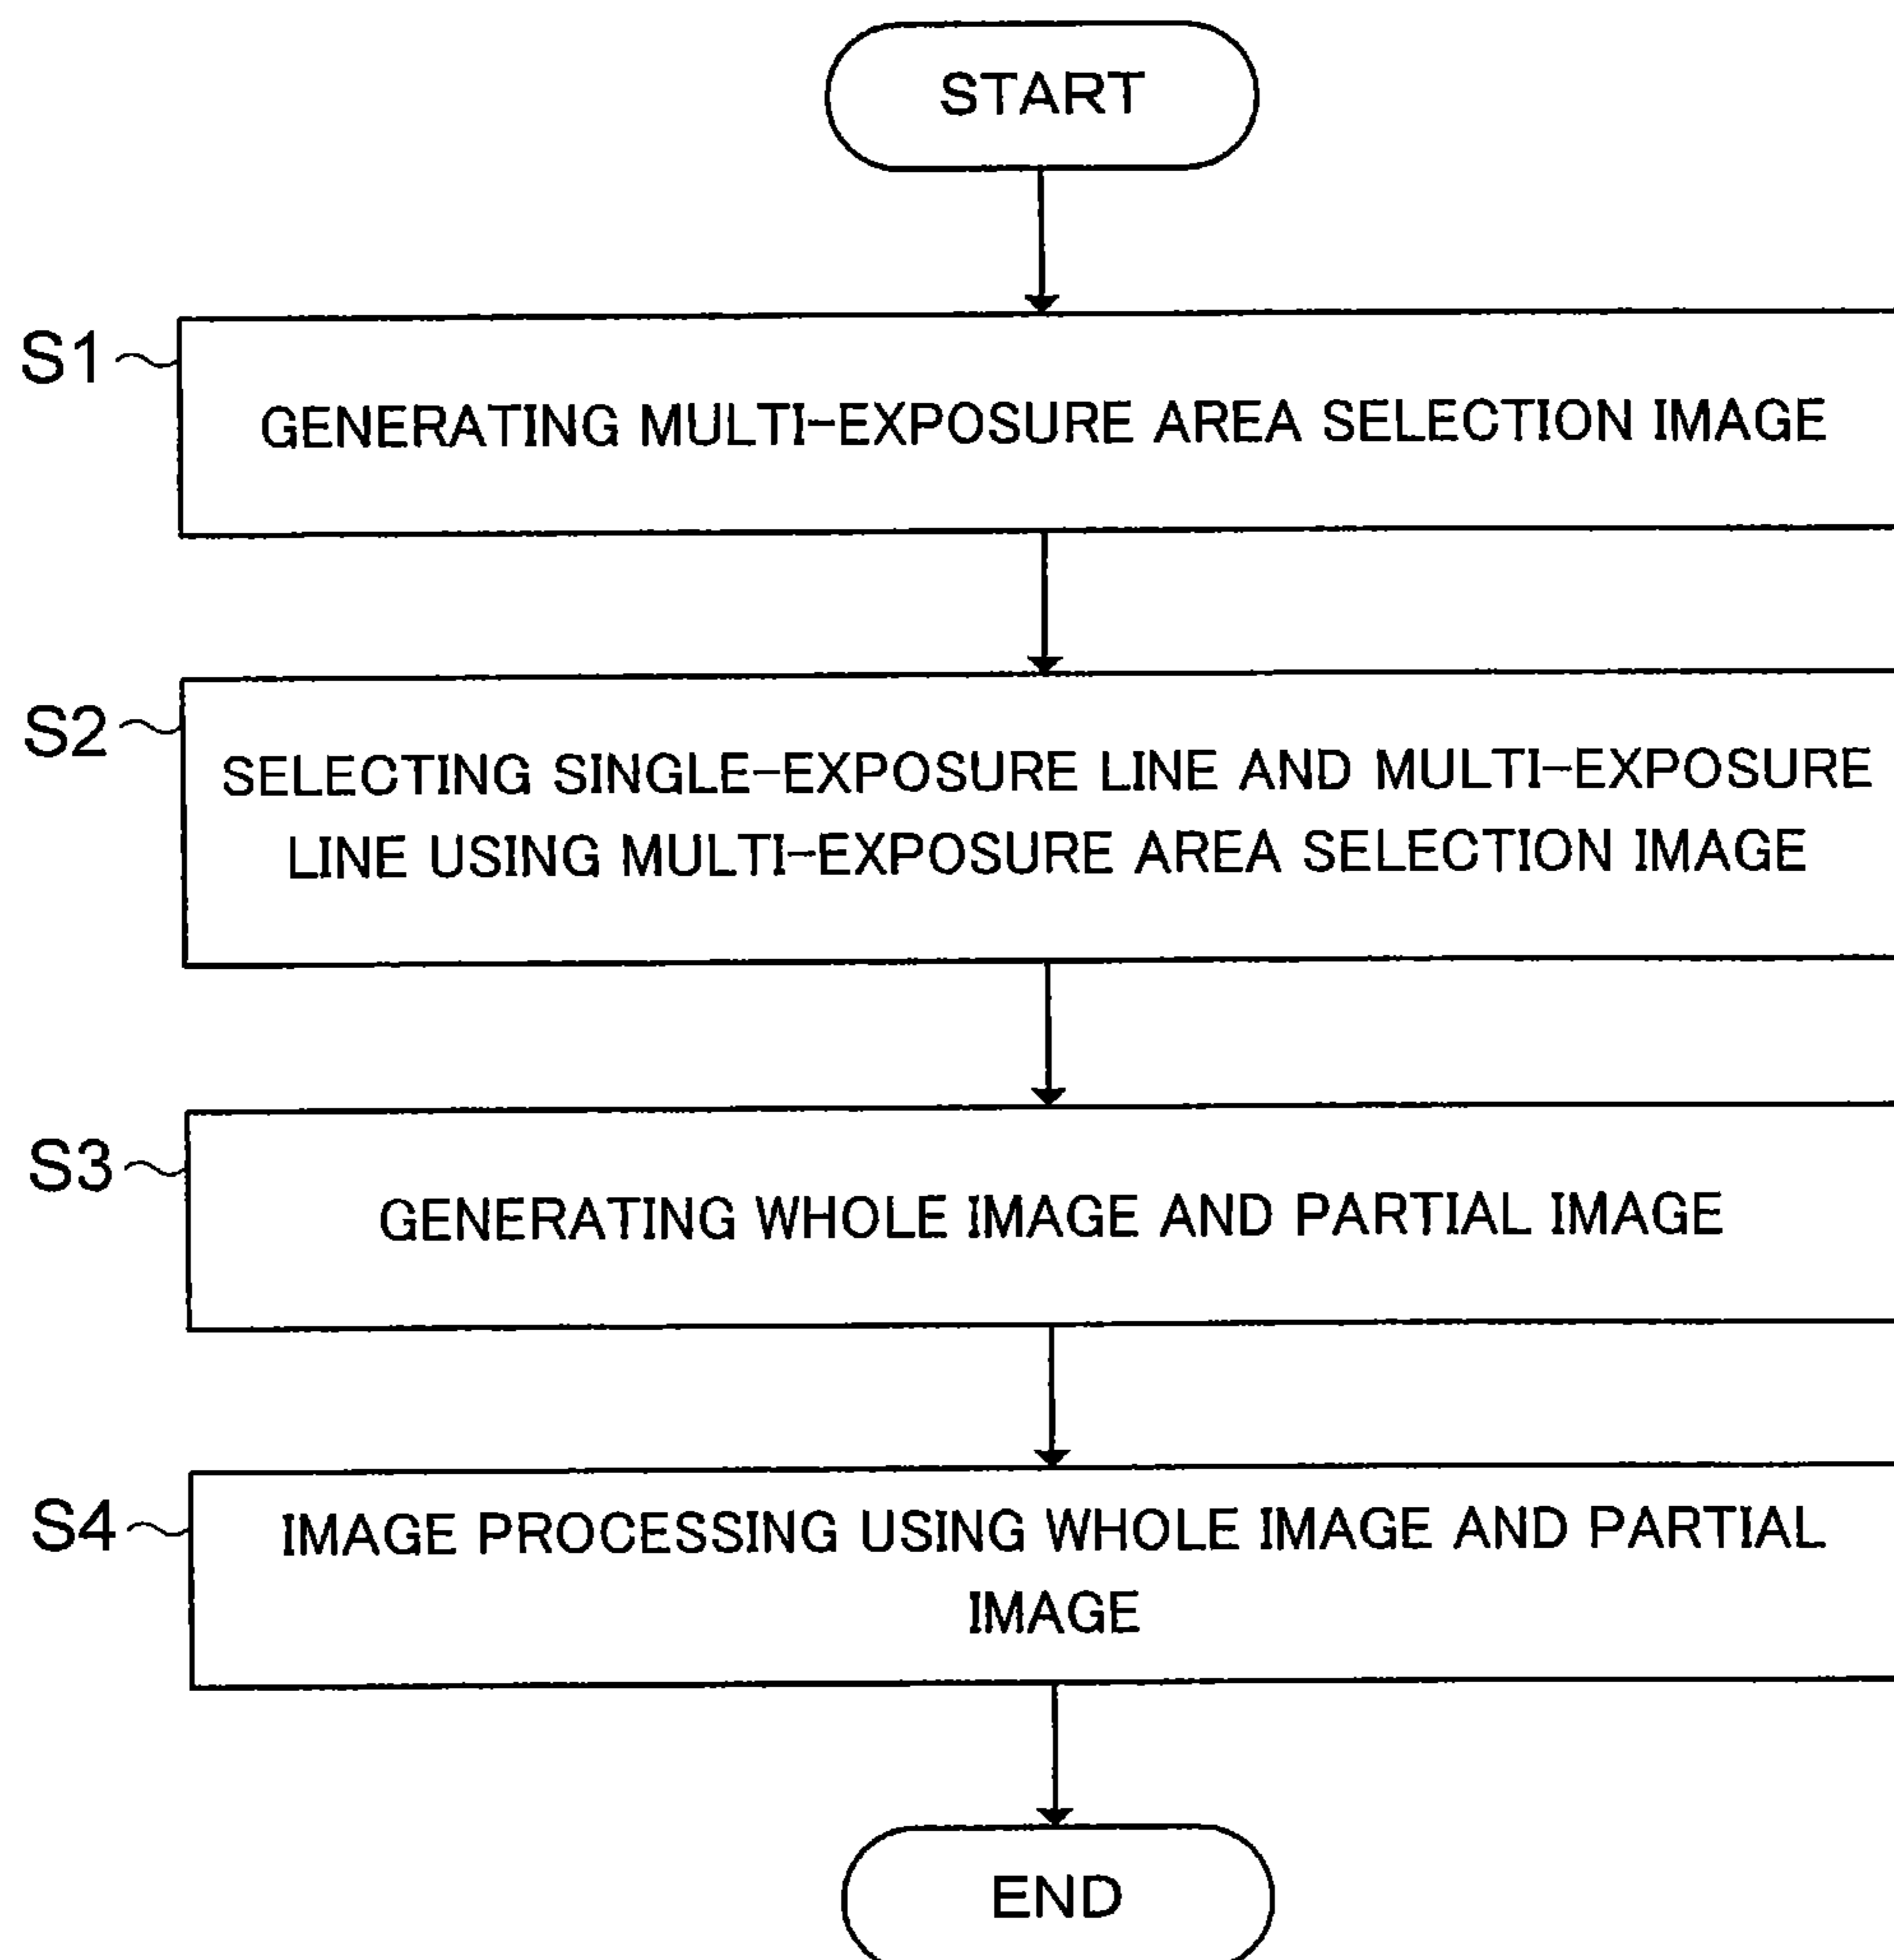 START
S1
GENERATING MULTI-EXPOSURE AREA SELECTION IMAGE
S2
SELECTING SINGLE-EXPOSURE LINE AND MULTI-EXPOSURE
LINE USING MULTI-EXPOSURE AREA SELECTION IMAGE
S3
GENERATING WHOLE IMAGE AND PARTIAL IMAGE
S4
IMAGE PROCESSING USING WHOLE IMAGE AND PARTIAL
IMAGE
END